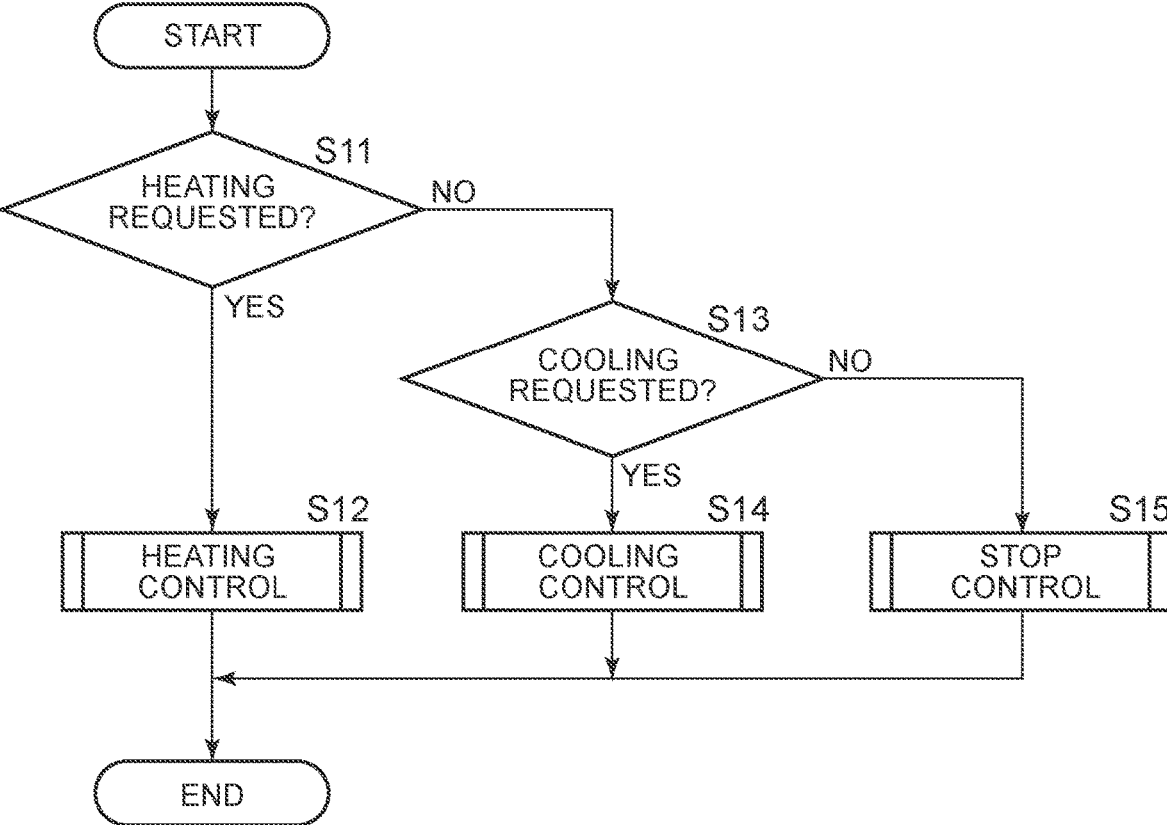 START
S11
HEATING
REQUESTED?
NO
YES
S13
COOLING
REQUESTED?
NO
YES
S12
HEATING
CONTROL
S14
COOLING
CONTROL
S15
STOP
CONTROL
END